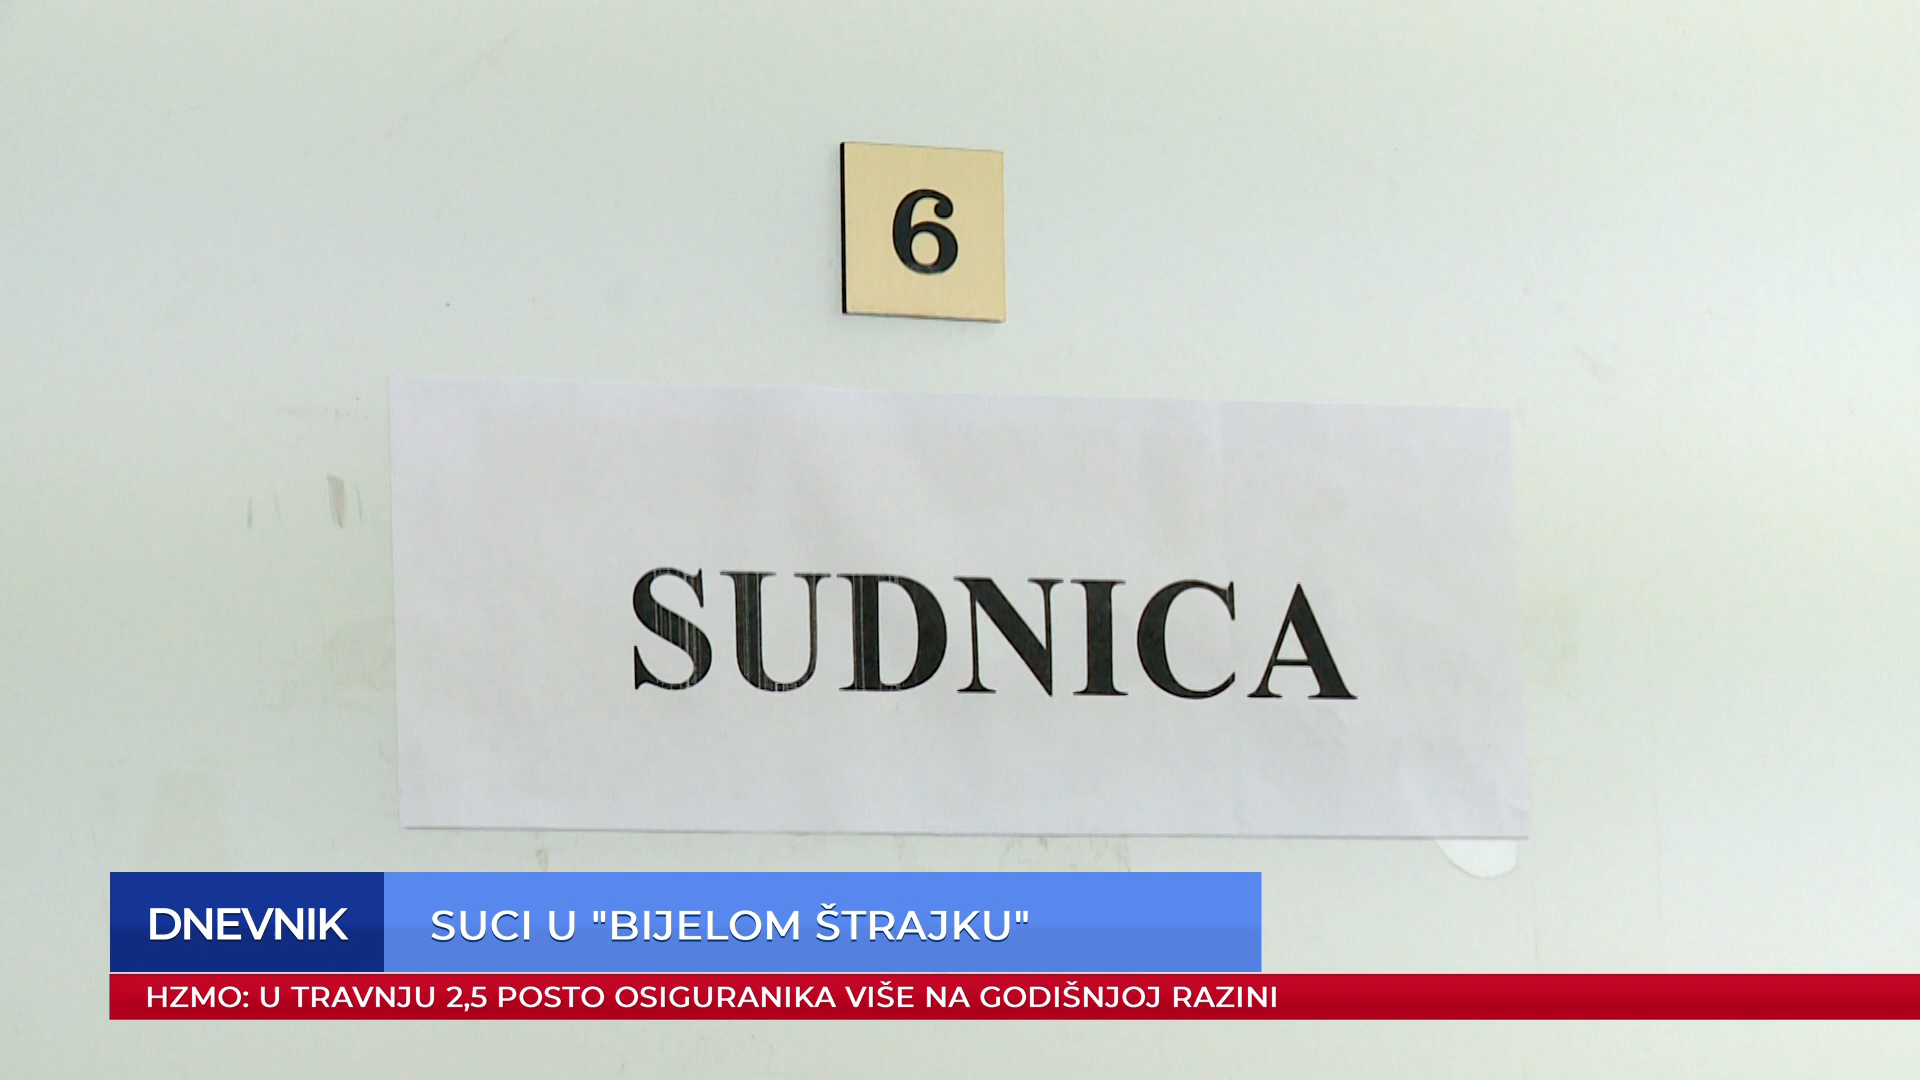 6
SUDNICA
DNEVNIK
SUCI U "BIJELOM ŠTRAJKU"
HZMO: U TRAVNJU 2,5 POSTO OSIGURANIKA VIŠE NA GODIŠNJOJ RAZINI